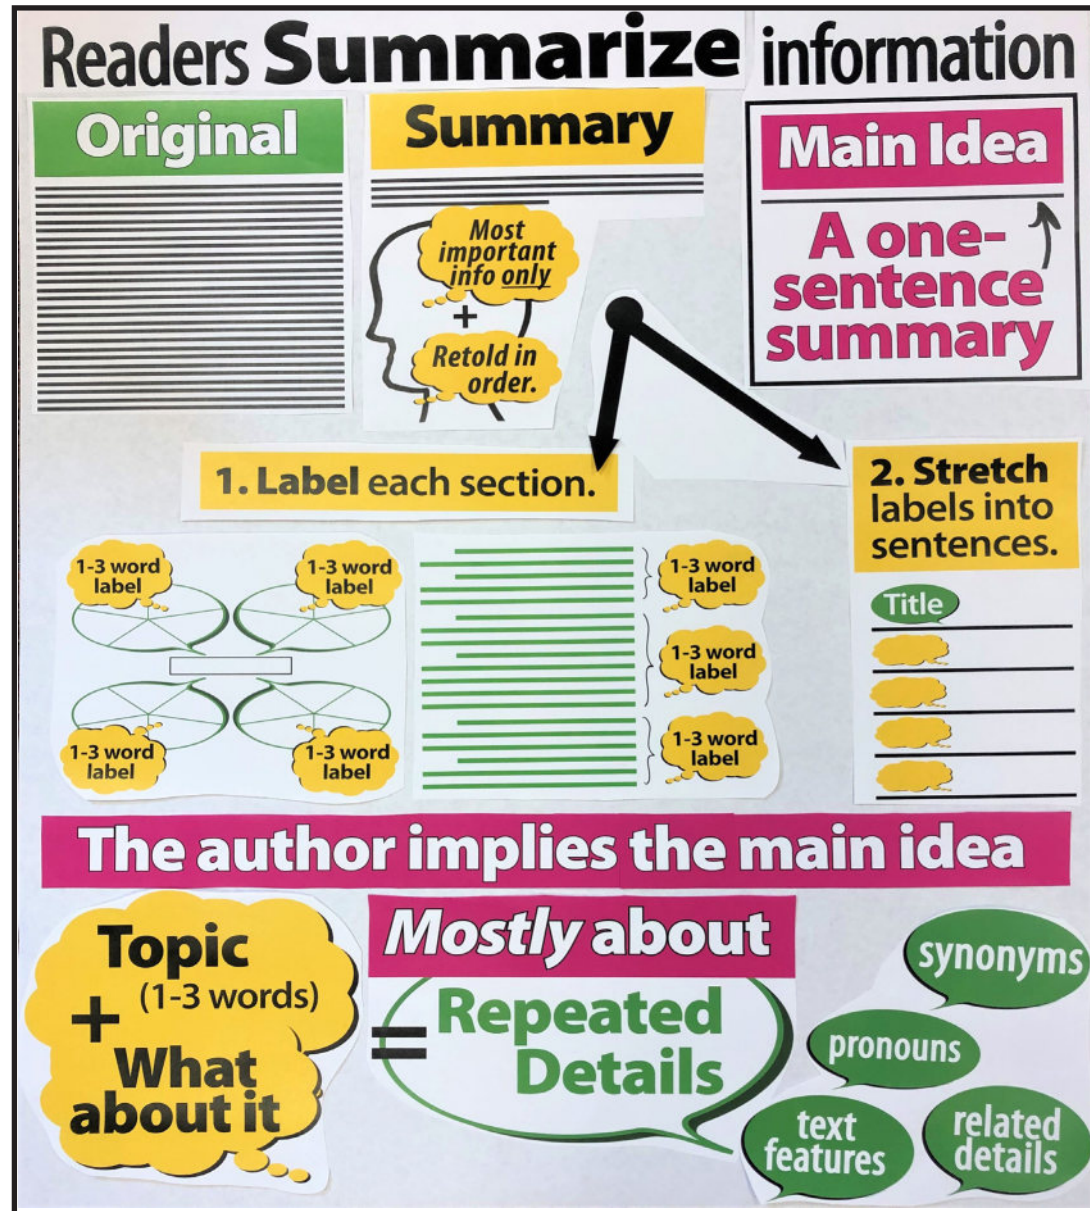 Readers Summarize information
Original
Summary
Most
important
info only
+
Retold in
order.
Main Idea
A one-
sentence
summary
1. Label each section.
2. Stretch
labels into
sentences.
1-3 word
label
1-3 word
label
1-3 word
label
1-3 word
label
1-3 word
label
1-3 word
label
1-3 word
label
Title
The author implies the main idea
Topic
(1-3 words)
+
What
about it
=
Mostly about
Repeated
Details
synonyms
pronouns
text
features
related
details